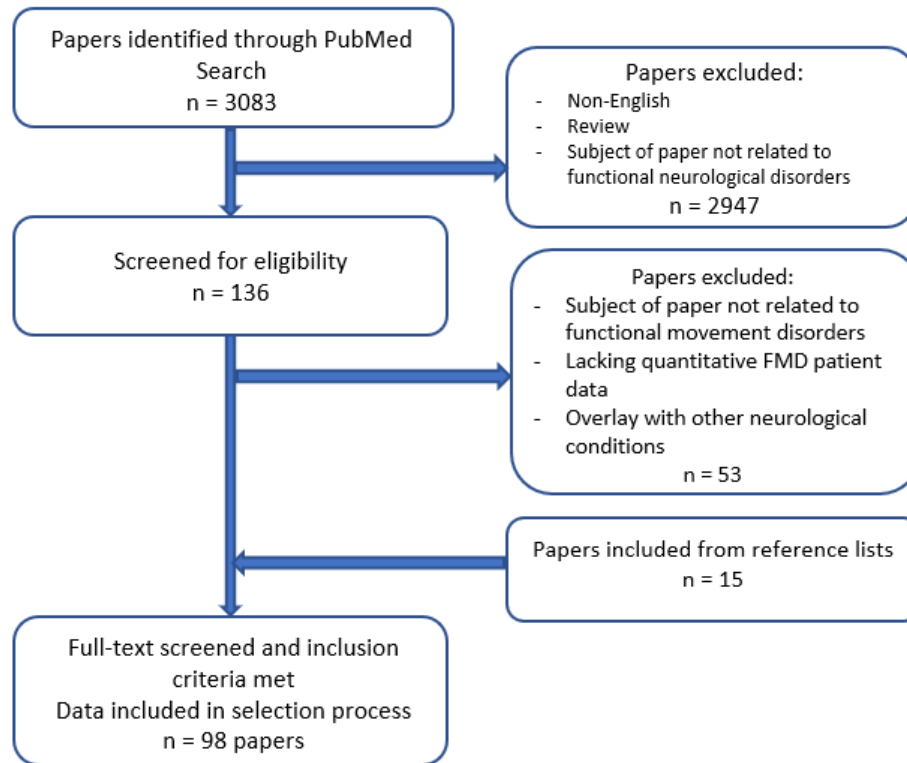 Papers identified through PubMed
Search
n = 3083
Papers excluded:
- Non-English
- Review
- Subject of paper not related to
functional neurological disorders
n = 2947
Screened for eligibility
n = 136
Papers excluded:
- Subject of paper not related to
functional movement disorders
- Lacking quantitative FMD patient
data
- Overlay with other neurological
conditions
n = 53
Papers included from reference lists
n = 15
Full-text screened and inclusion
criteria met
Data included in selection process
n = 98 papers